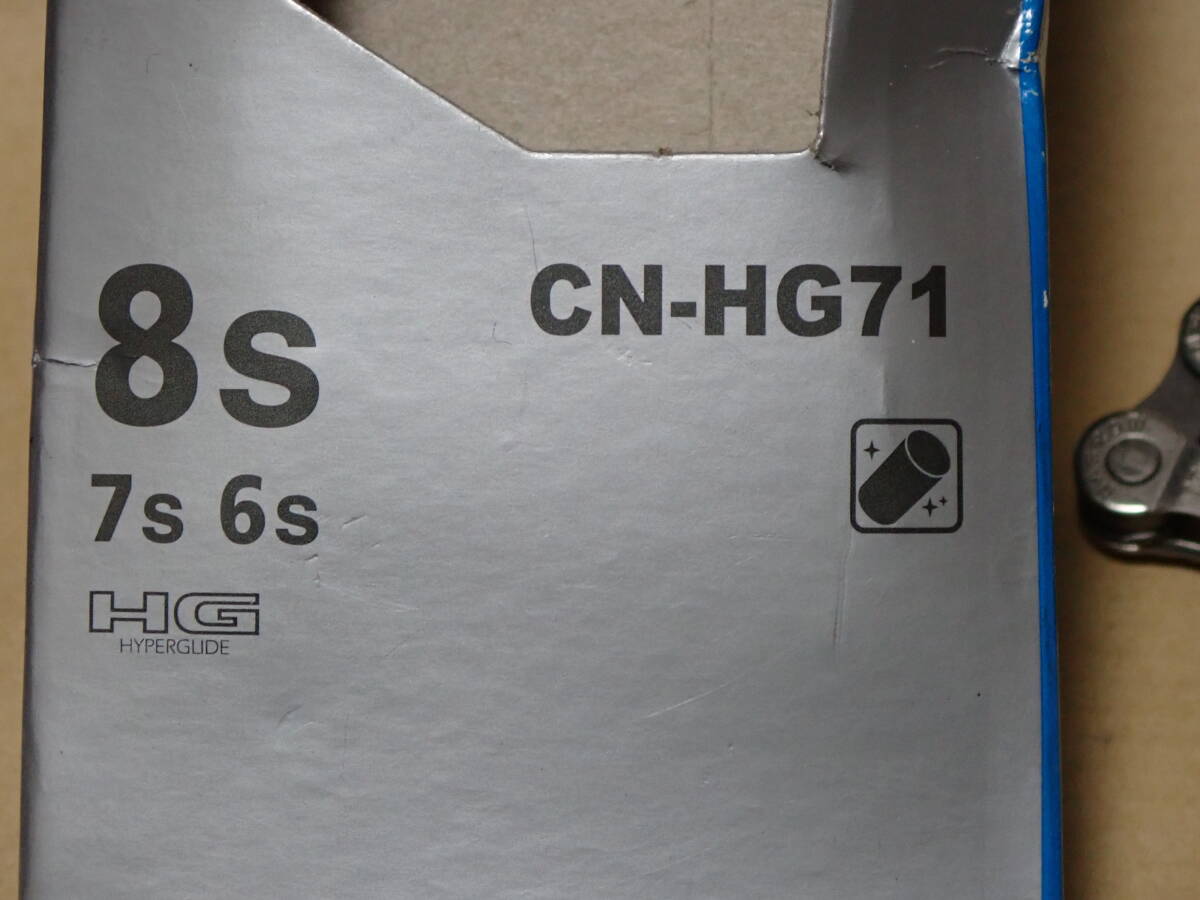 8s
CN-HG71
7s 6s
HG
HYPERGLIDE